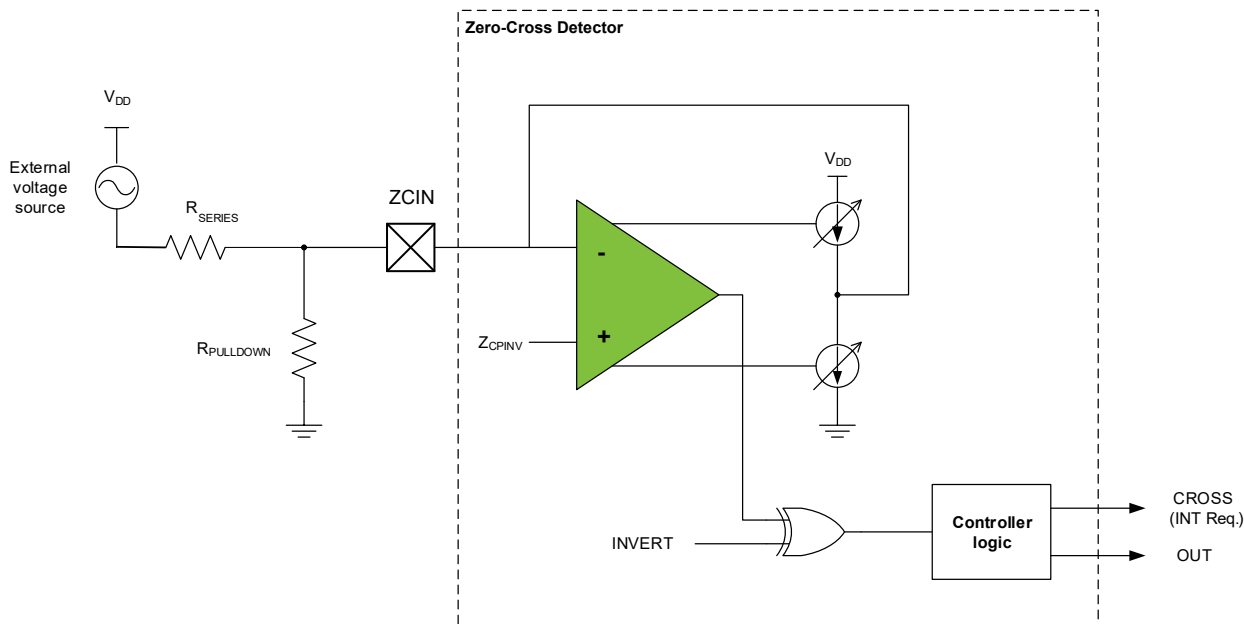 Zero-Cross Detector
VDD
External
voltage
source
RSERIES
ZCIN
VDD
-
+
ZCPINV
RPULLDOWN
INVERT
Controller
logic
CROSS
(INT Req.)
OUT